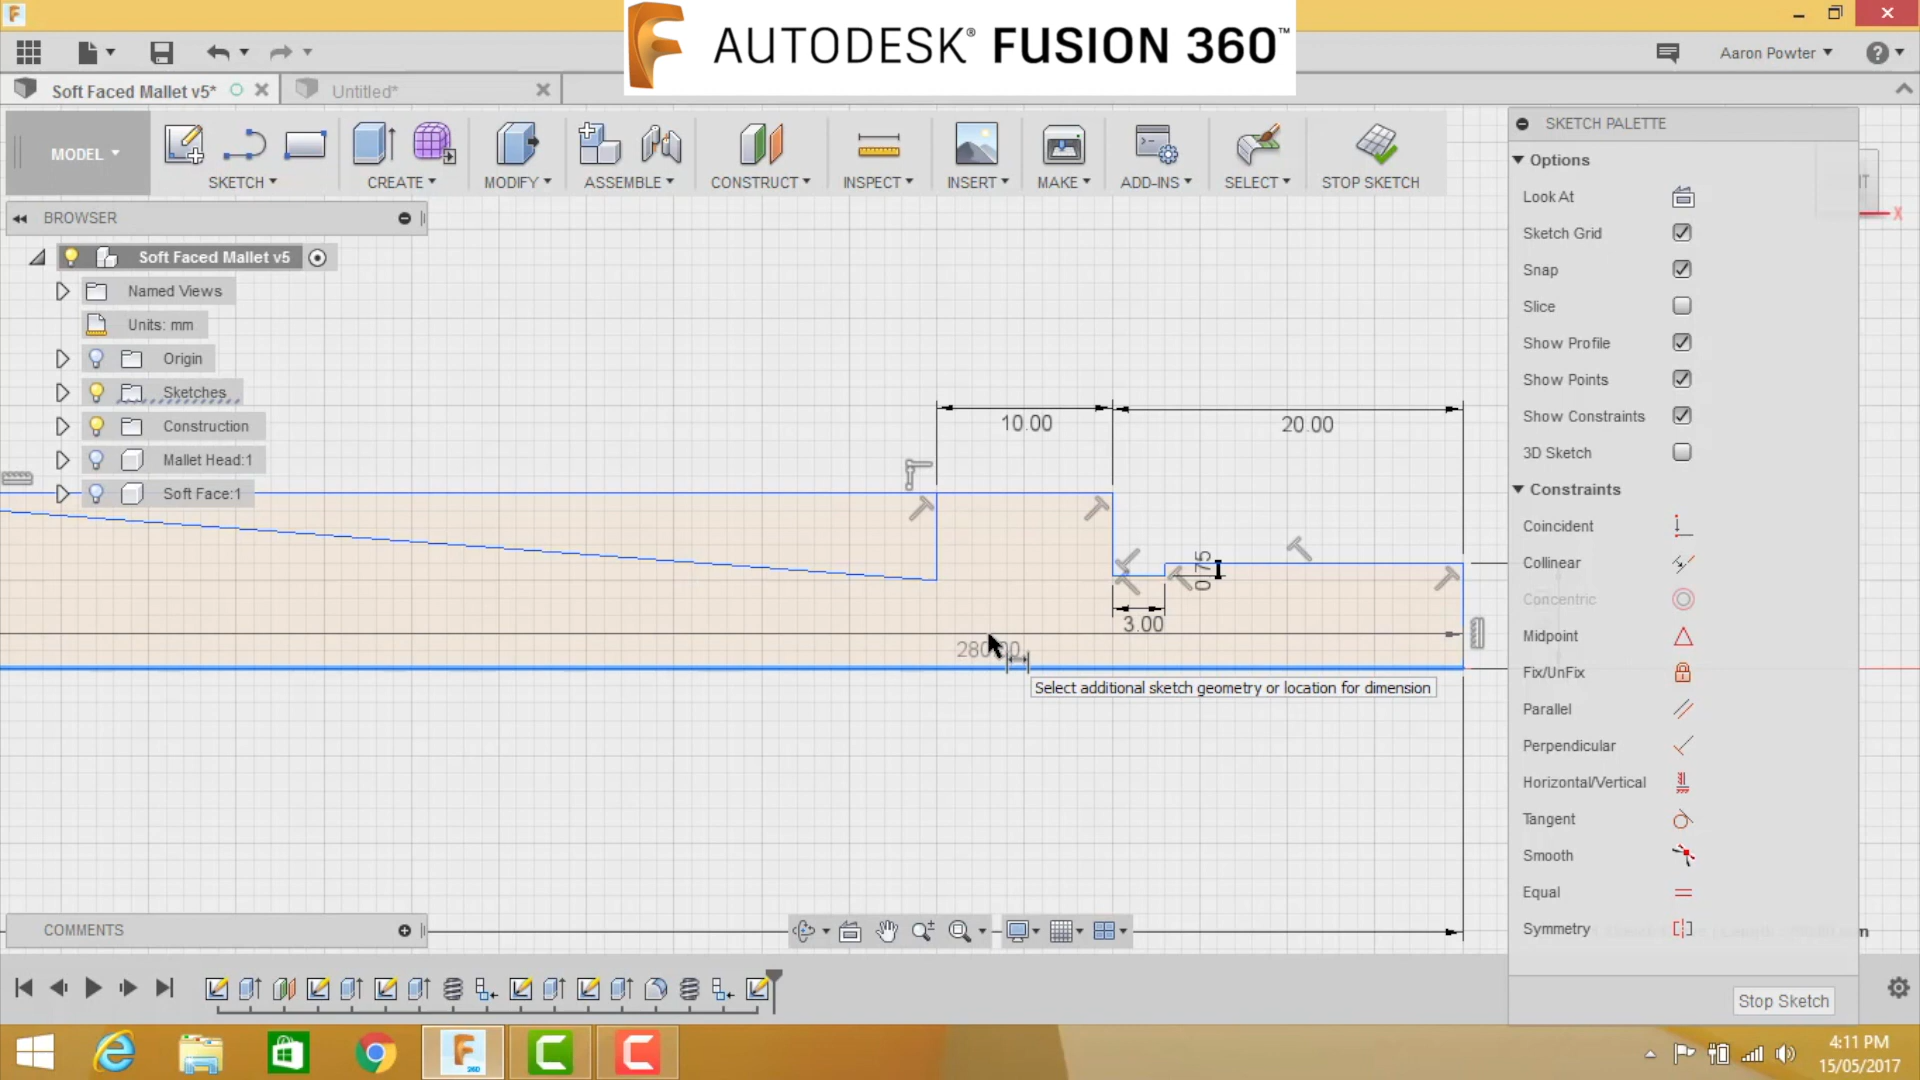 AUTODESK® FUSION 360™
Aaron Powter
Soft Faced Mallet v5*
Untitled*
MODEL
SKETCH
CREATE
MODIFY
ASSEMBLE
CONSTRUCT
INSPECT
INSERT
MAKE
ADD-INS
SELECT
STOP SKETCH
BROWSER
Soft Faced Mallet v5
Named Views
Units: mm
Origin
Sketches
Construction
Mallet Head:1
Soft Face:1
10.00
20.00
0.75
3.00
Select additional sketch geometry or location for dimension
SKETCH PALETTE
Options
Look At
Sketch Grid
Snap
Slice
Show Profile
Show Points
Show Constraints
3D Sketch
Constraints
Coincident
Collinear
Concentric
Midpoint
Fix/UnFix
Parallel
Perpendicular
Horizontal/Vertical
Tangent
Smooth
Equal
Symmetry
Stop Sketch
X
COMMENTS
4:11 PM
15/05/2017